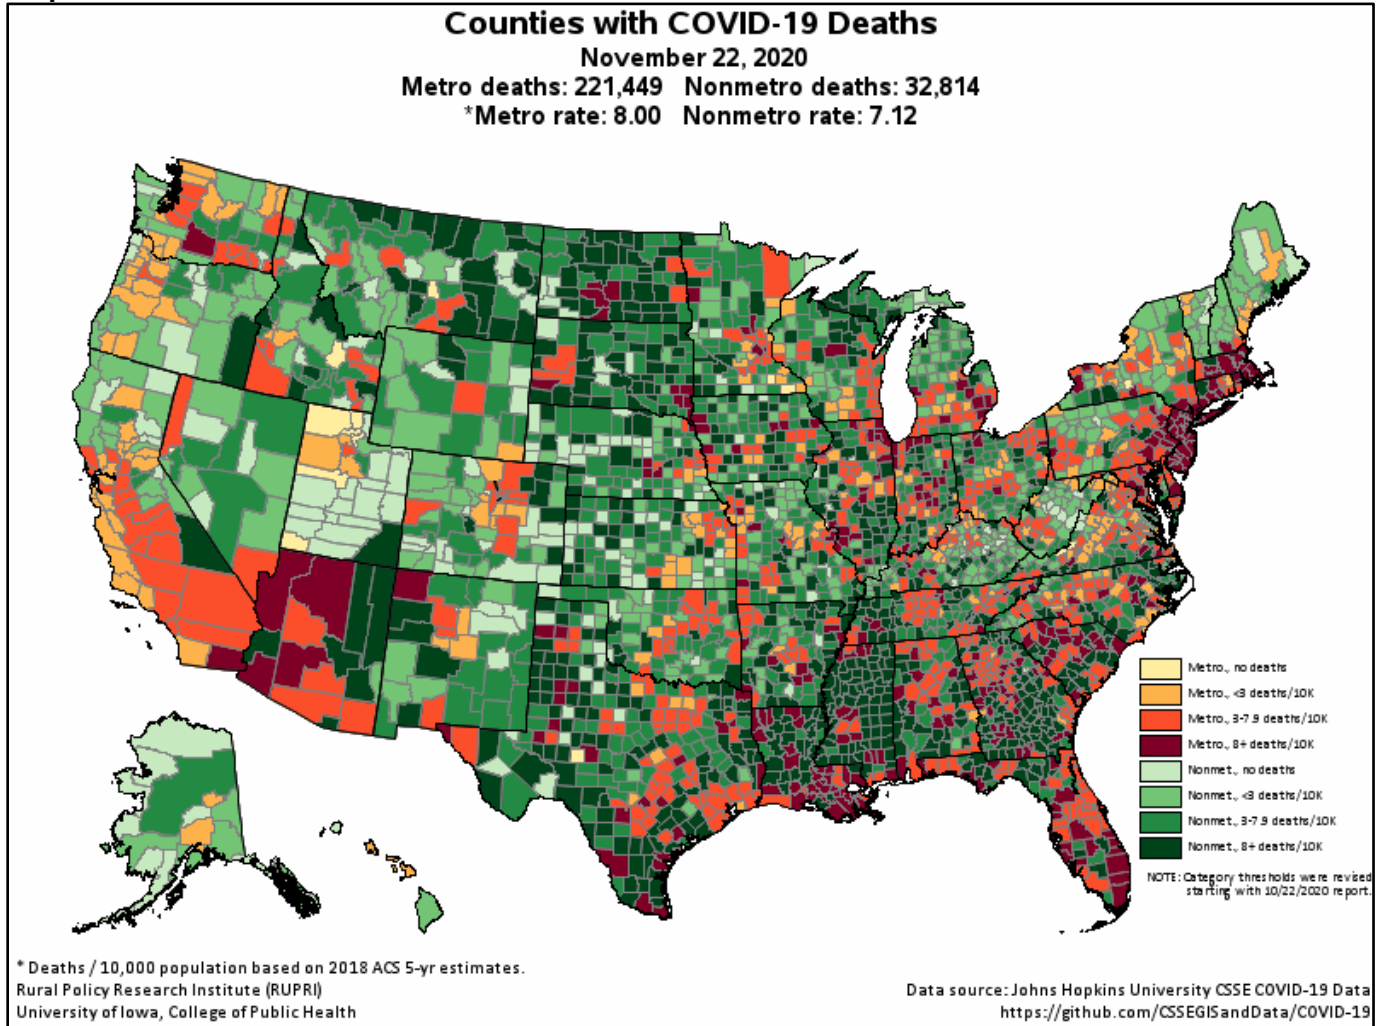 Counties with COVID-19 Deaths
November 22, 2020
Metro deaths: 221,449 Nonmetro deaths: 32,814
*Metro rate: 8.00 Nonmetro rate: 7.12
Metro., no deaths
Metro., <3 deaths/10K
Metro., 3-7.9 deaths/10K
Metro., 8+ deaths/10K
Nonmet., no deaths
Nonmet., <3 deaths/10K
Nonmet., 3-7.9 deaths/10K
Nonmet., 8+ deaths/10K
NOTE: Category thresholds were revised
starting with 10/22/2020 report.
* Deaths / 10,000 population based on 2018 ACS 5-yr estimates.
Rural Policy Research Institute (RUPRI)
University of Iowa, College of Public Health
Data source: Johns Hopkins University CSSE COVID-19 Data
https://github.com/CSSEGISandData/COVID-19